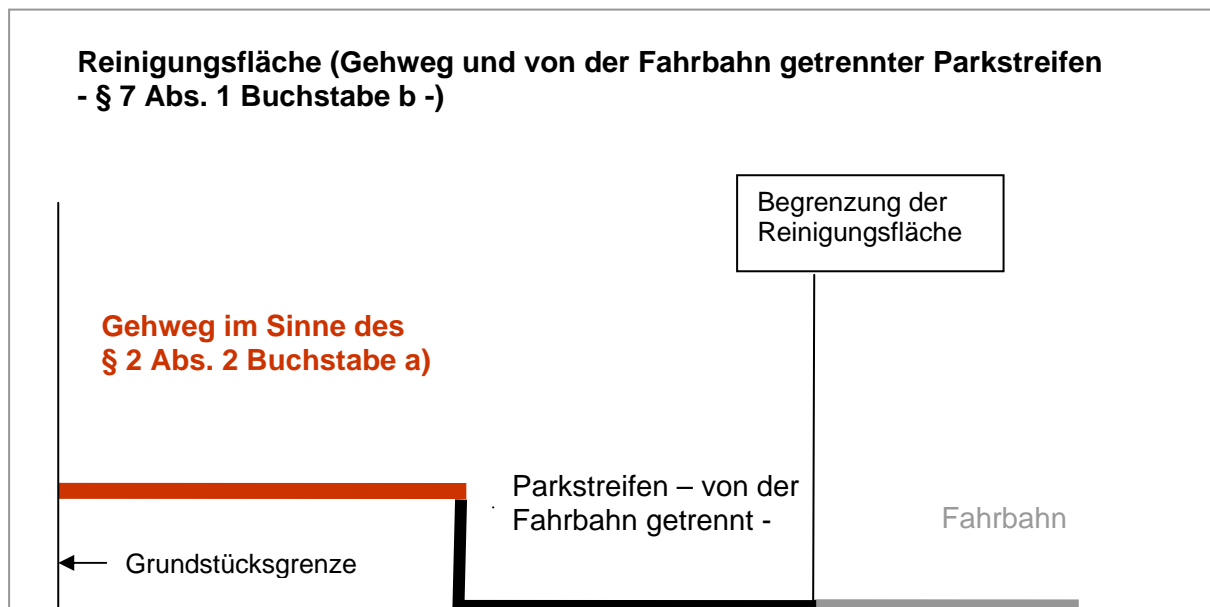 Reinigungsfläche (Gehweg und von der Fahrbahn getrennter Parkstreifen
- § 7 Abs. 1 Buchstabe b -)
Begrenzung der
Reinigungsfläche
Gehweg im Sinne des
§ 2 Abs. 2 Buchstabe a)
Parkstreifen – von der
Fahrbahn getrennt -
Fahrbahn
Grundstücksgrenze